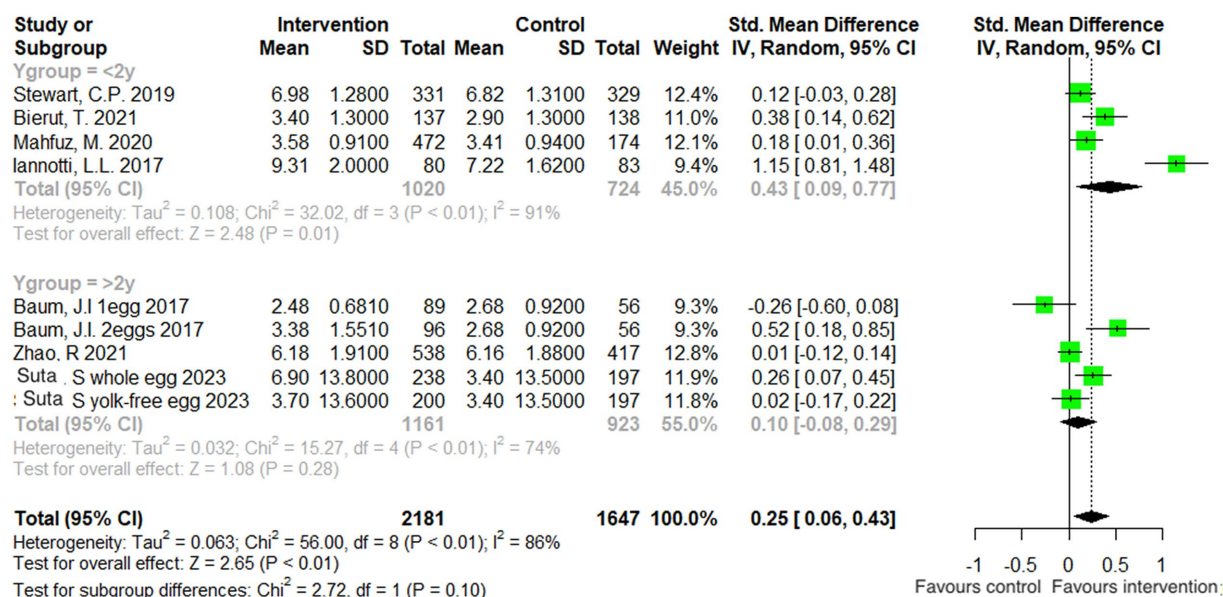 Study or Intervention Control Std. Mean Difference Std. Mean Difference
Subgroup Mean SD Total Mean SD Total Weight IV, Random, 95% CI IV, Random, 95% CI
Ygroup = <2y
Stewart, C.P. 2019 6.98 1.2800 331 6.82 1.3100 329 12.4% 0.12 [-0.03, 0.28]
Bierut, T. 2021 3.40 1.3000 137 2.90 1.3000 138 11.0% 0.38 [ 0.14, 0.62]
Mahfuz, M. 2020 3.58 0.9100 472 3.41 0.9400 174 12.4% 0.18 [ 0.01, 0.36]
Iannotti, L.L. 2017 9.31 2.0000 80 7.22 1.6200 83 9.4% 1.15 [ 0.81, 1.48]
Total (95% CI) 1020 724 45.0% 0.43 [ 0.09, 0.77]
Heterogeneity: Tau² = 0.108; Chi² = 32.02, df = 3 (P < 0.01); I² = 91%
Test for overall effect: Z = 2.48 (P = 0.01)
Ygroup = >2y
Baum, J.I 1egg 2017 2.48 0.6810 89 2.68 0.9200 56 9.3% -0.26 [-0.60, 0.08]
Baum, J.I. 2eggs 2017 3.38 1.5510 96 2.68 0.9200 56 9.3% 0.52 [ 0.18, 0.85]
Zhao, R 2021 6.18 1.9100 538 6.16 1.8800 417 12.8% 0.01 [-0.12, 0.14]
Suta . S whole egg 2023 6.90 13.8000 238 3.40 13.5000 197 11.9% 0.26 [ 0.07, 0.45]
: Suta S yolk-free egg 2023 3.70 13.6000 200 3.40 13.5000 197 11.8% 0.02 [-0.17, 0.22]
Total (95% CI) 1161 923 55.0% 0.10 [-0.08, 0.29]
Heterogeneity: Tau² = 0.032; Chi² = 15.27, df = 4 (P < 0.01); I² = 74%
Test for overall effect: Z = 1.08 (P = 0.28)
Total (95% CI) 2181 1647 100.0% 0.25 [ 0.06, 0.43]
Heterogeneity: Tau² = 0.063; Chi² = 56.00, df = 8 (P < 0.01); I² = 86%
Test for overall effect: Z = 2.65 (P < 0.01)
Test for subgroup differences: Chi² = 2.72, df = 1 (P = 0.10)
-1 -0.5 0 0.5 1
Favours control Favours intervention